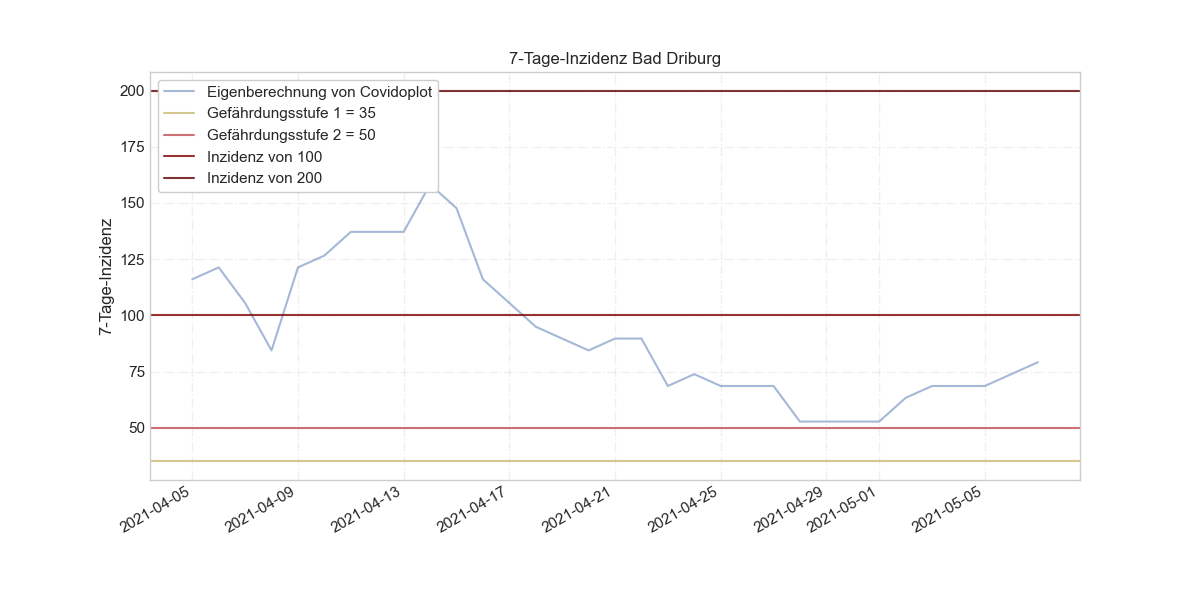 7-Tage-Inzidenz Bad Driburg
7-Tage-Inzidenz
200
175
150
125
100
75
50
Eigenberechnung von Covidoplot
Gefährdungsstufe 1 = 35
Gefährdungsstufe 2 = 50
Inzidenz von 100
Inzidenz von 200
2021-04-05
2021-04-09
2021-04-13
2021-04-17
2021-04-21
2021-04-25
2021-04-29
2021-05-01
2021-05-05